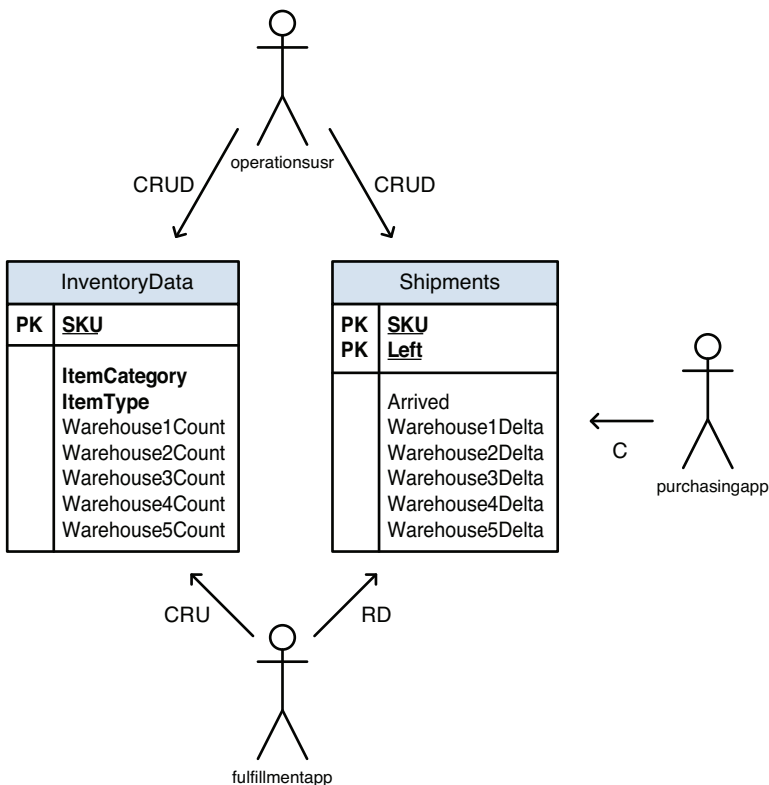 operationsusr
CRUD
CRUD
InventoryData
PK SKU
ItemCategory
ItemType
Warehouse1Count
Warehouse2Count
Warehouse3Count
Warehouse4Count
Warehouse5Count
Shipments
PK SKU
PK Left
Arrived
Warehouse1Delta
Warehouse2Delta
Warehouse3Delta
Warehouse4Delta
Warehouse5Delta
C
purchasingapp
CRU
RD
fulfillmentapp